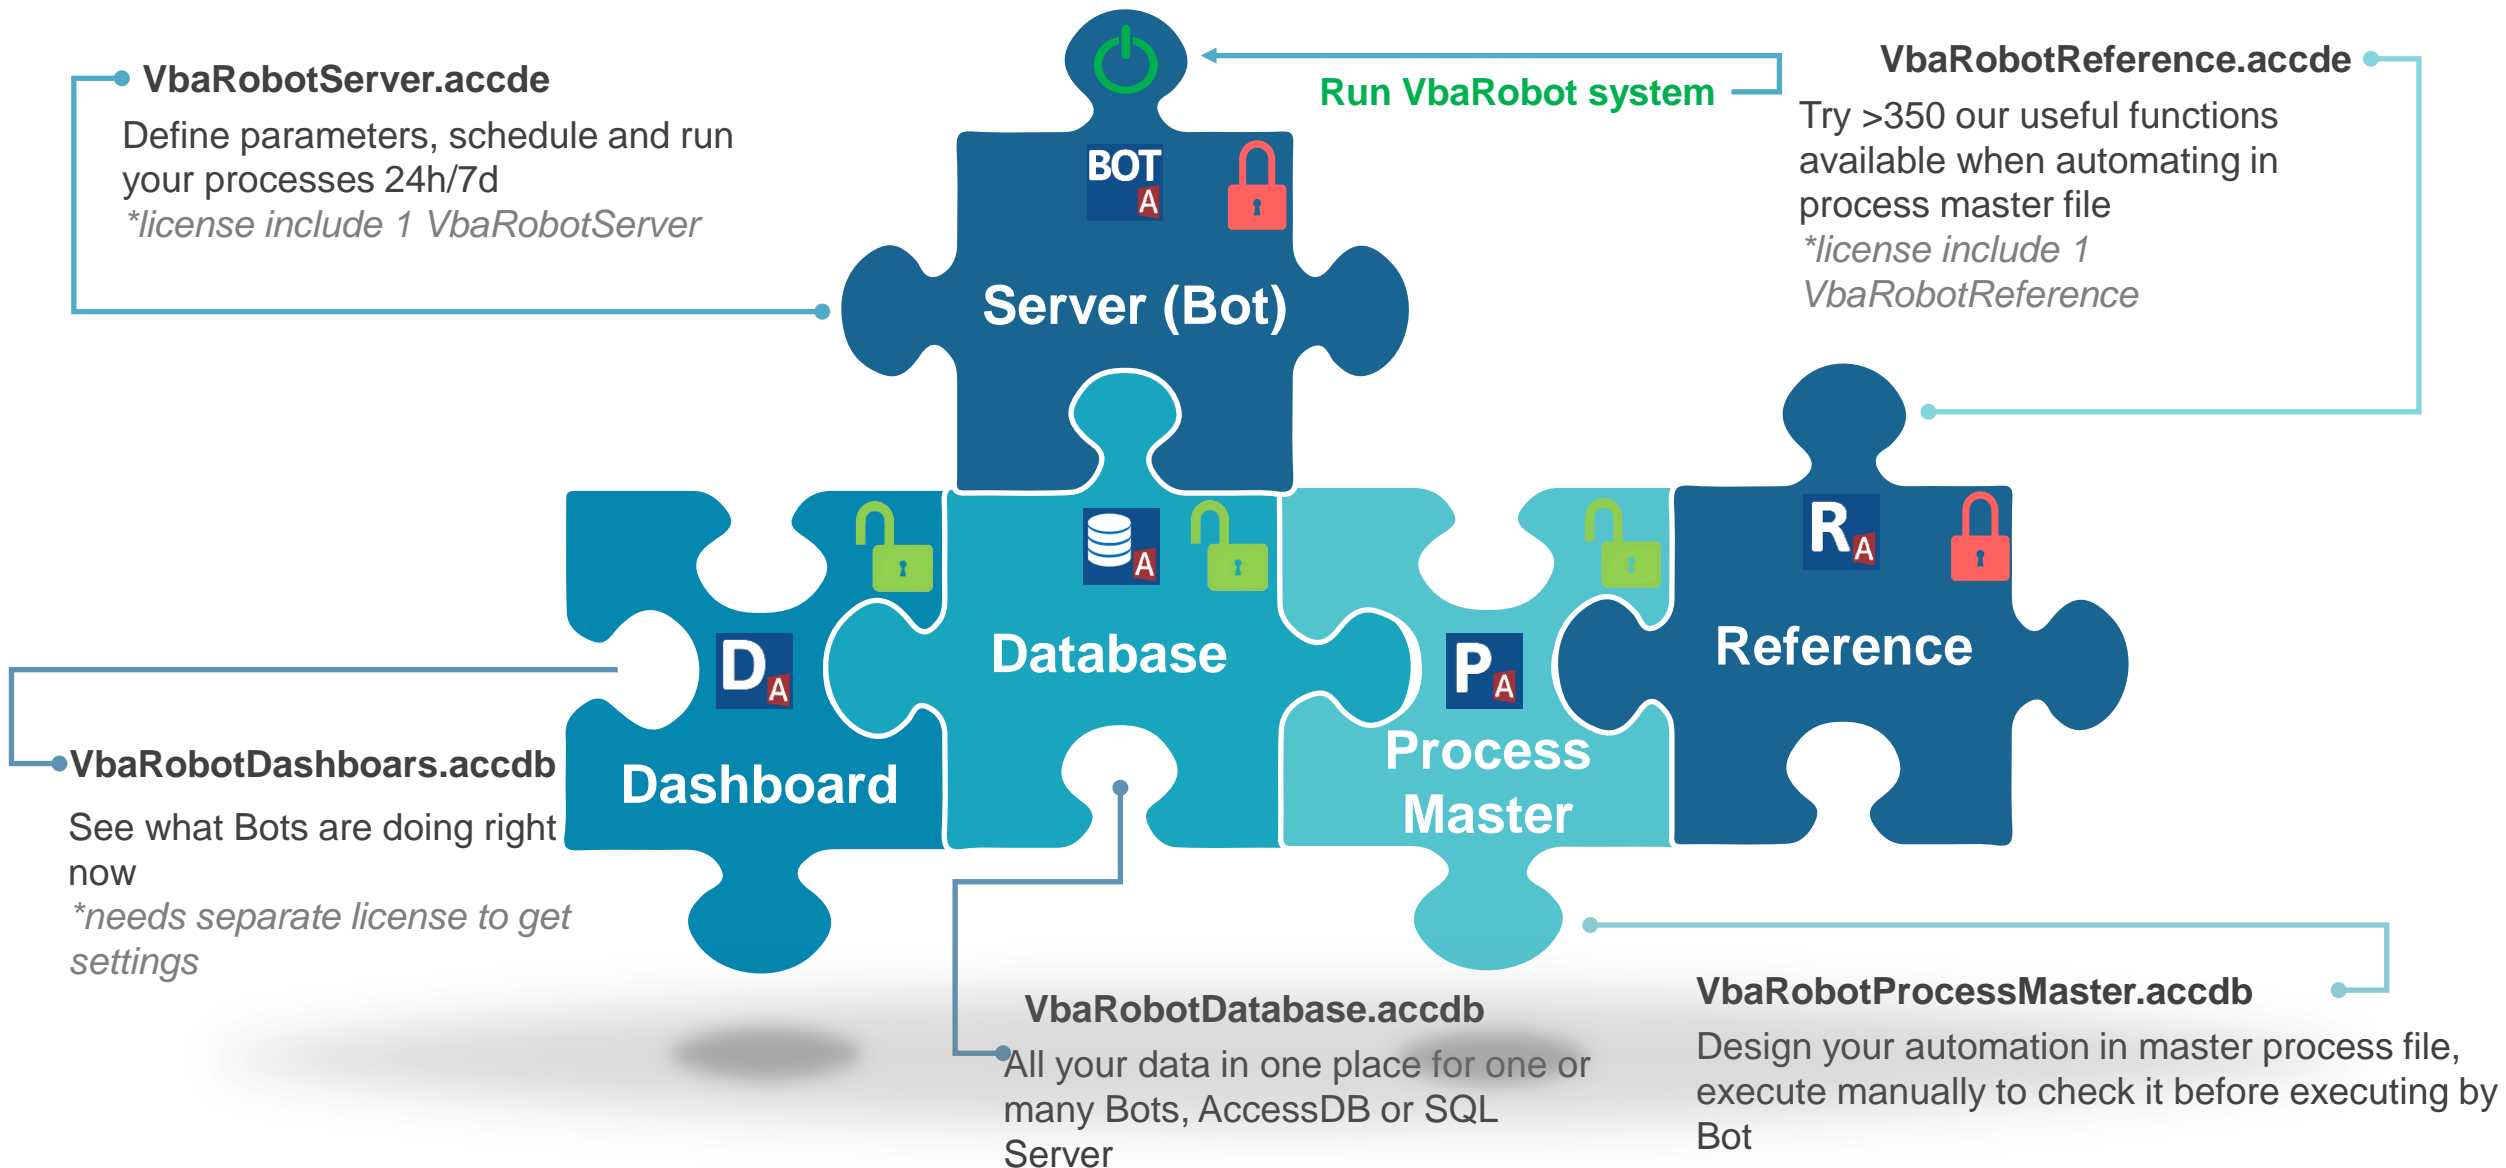 VbaRobotServer.accde
Define parameters, schedule and run
your processes 24h/7d
*license include 1 VbaRobotServer
Run VbaRobot system
VbaRobotReference.accde
Try >350 our useful functions
available when automating in
process master file
*license include 1
VbaRobotReference
BOT
A
Server (Bot)
D
A
Dashboard
A
Database
P
A
Process
Master
R
A
Reference
VbaRobotDashboars.accdb
See what Bots are doing right
now
*needs separate license to get
settings
VbaRobotDatabase.accdb
All your data in one place for one or
many Bots, AccessDB or SQL
Server
VbaRobotProcessMaster.accdb
Design your automation in master process file,
execute manually to check it before executing by
Bot